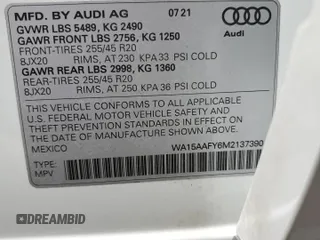 MFD. BY AUDI AG 07 21
GVWR LBS 5489, KG 2490
GAWR FRONT LBS 2756, KG 1250
FRONT-TIRES 255/45 R20
8JX20 RIMS, AT 230 KPA 33 PSI COLD
GAWR REAR LBS 2998, KG 1360
REAR-TIRES 255/45 R20
8JX20 RIMS, AT 250 KPA 36 PSI COLD
Audi
THIS VEHICLE CONFORMS TO ALL APPLICABLE
U.S. FEDERAL MOTOR VEHICLE SAFETY
AND THEFT PREVENTION STANDARDS IN EFFECT ON THE
DATE OF MANUFACTURE SHOWN ABOVE
MEXICO WA15AAFY6M2137390
TYPE:
MPV
DREAMBID